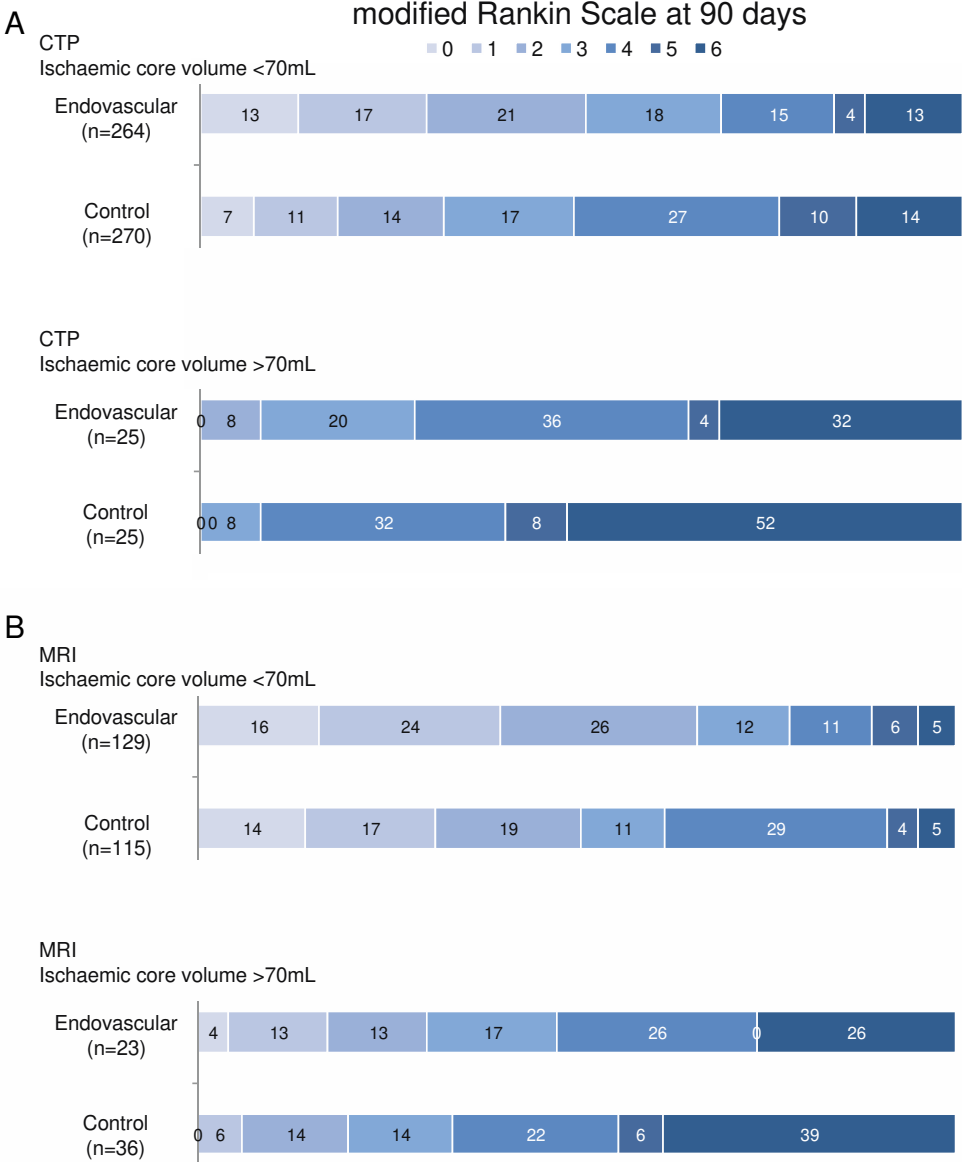 A
modified Rankin Scale at 90 days
0 1 2 3 4 5 6
CTP
Ischaemic core volume <70mL
Endovascular
(n=264)
13 17 21 18 15 4 13
Control
(n=270)
7 11 14 17 27 10 14
CTP
Ischaemic core volume >70mL
Endovascular
(n=25)
0 8 20 36 4 32
Control
(n=25)
0 0 8 32 8 52
B
MRI
Ischaemic core volume <70mL
Endovascular
(n=129)
16 24 26 12 11 6 5
Control
(n=115)
14 17 19 11 29 4 5
MRI
Ischaemic core volume >70mL
Endovascular
(n=23)
4 13 13 17 26 0 26
Control
(n=36)
0 6 14 14 22 6 39